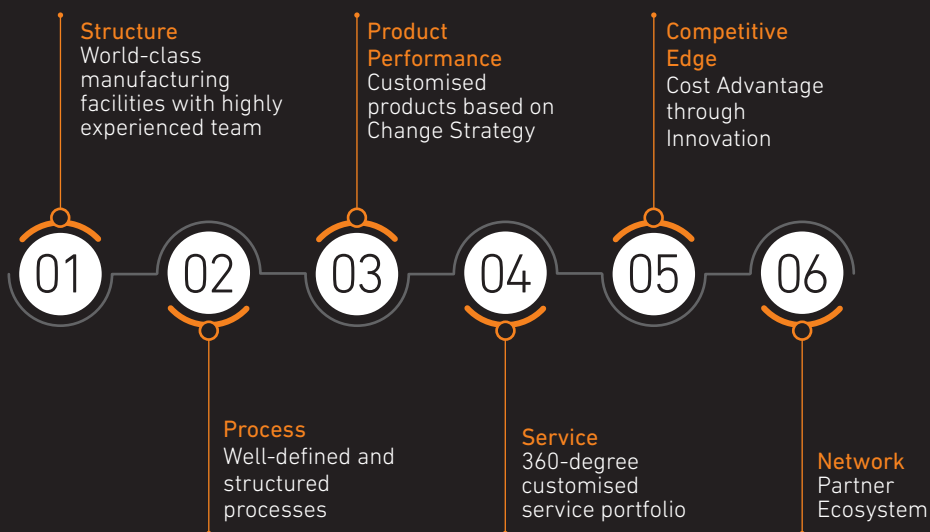 Structure
World-class
manufacturing
facilities with highly
experienced team
Product
Performance
Customised
products based on
Change Strategy
Competitive
Edge
Cost Advantage
through
Innovation
01
02
03
04
05
06
Process
Well-defined and
structured
processes
Service
360-degree
customised
service portfolio
Network
Partner
Ecosystem